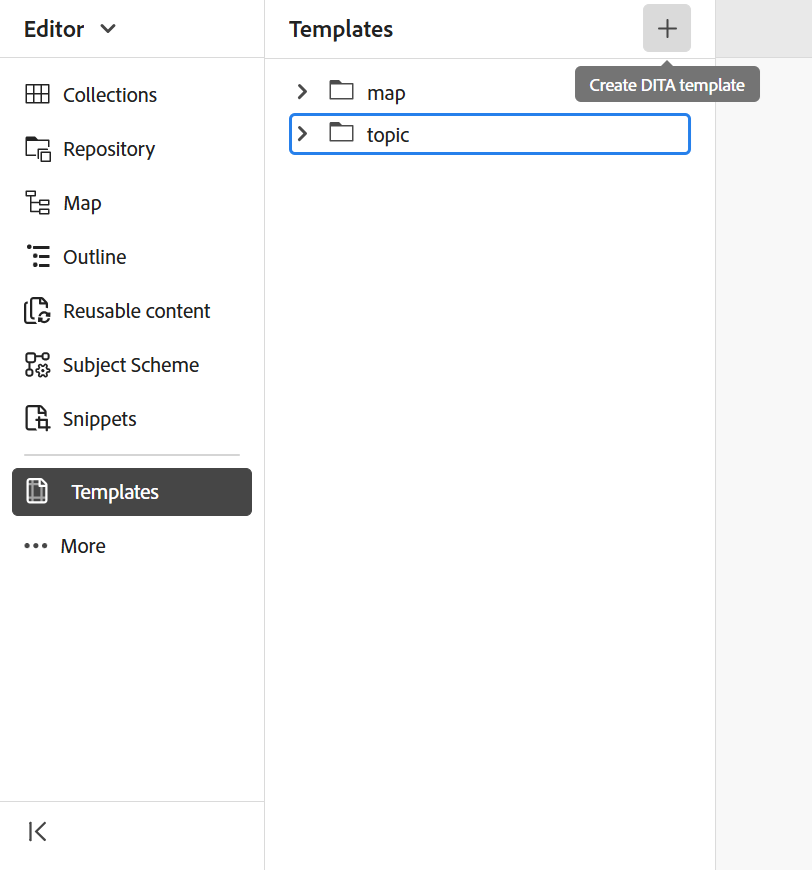 Editor
Collections
Repository
Map
Outline
Reusable content
Subject Scheme
Snippets
Templates
More
Templates
Create DITA template
map
topic